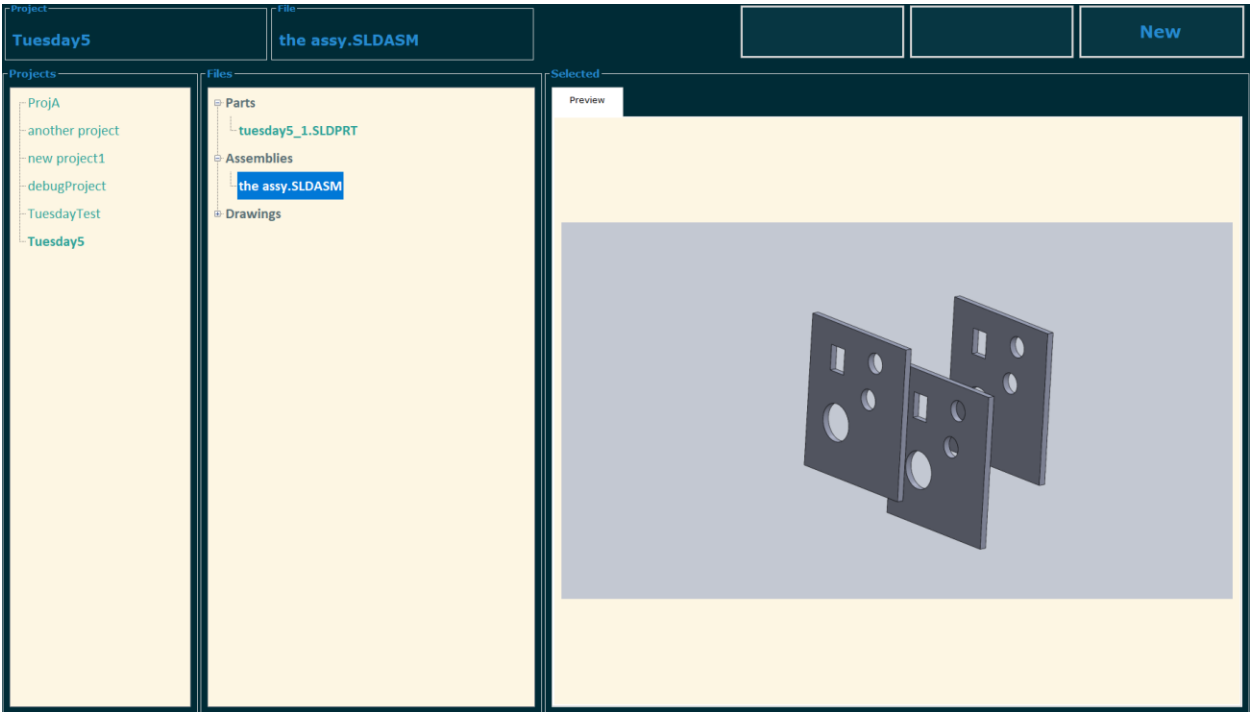 Project
Tuesday5
File
the assy.SLDASM
New
Projects
ProjA
another project
new project1
debugProject
TuesdayTest
Tuesday5
Files
Parts
tuesday5_1.SLDPRT
Assemblies
the assy.SLDASM
Drawings
Selected
Preview